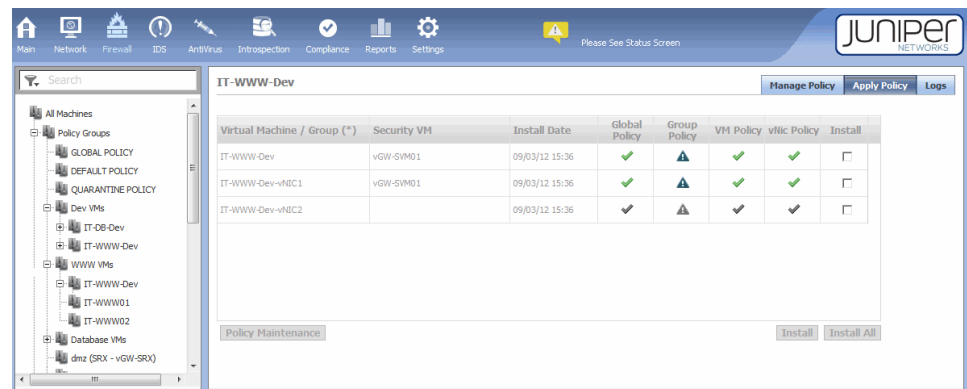 Main Network Firewall IDS AntiVirus Introspection Compliance Reports Settings
Please See Status Screen
JUNIPER
NETWORKS
Search
All Machines
Policy Groups
GLOBAL POLICY
DEFAULT POLICY
QUARANTINE POLICY
Dev VMs
IT-DB-Dev
IT-WWW-Dev
WWW VMs
IT-WWW-Dev
IT-WWW01
IT-WWW02
Database VMs
dmz (SRX - vGW-SRX)
IT-WWW-Dev
Manage Policy Apply Policy Logs
Virtual Machine / Group (*) Security VM Install Date Global Policy Group Policy VM Policy vNic Policy Install
IT-WWW-Dev vGW-SVM01 09/03/12 15:36
IT-WWW-Dev-vNIC1 vGW-SVM01 09/03/12 15:36
IT-WWW-Dev-vNIC2 09/03/12 15:36
Policy Maintenance Install Install All